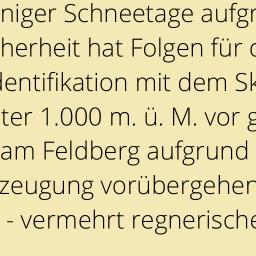 niger Schneetage aufgr
herheit hat Folgen für
dentifikation mit dem Sk
ter 1.000 m. ü. M. vor g
am Feldberg aufgrund
zeugung vorübergehen
- vermehrt regnerische